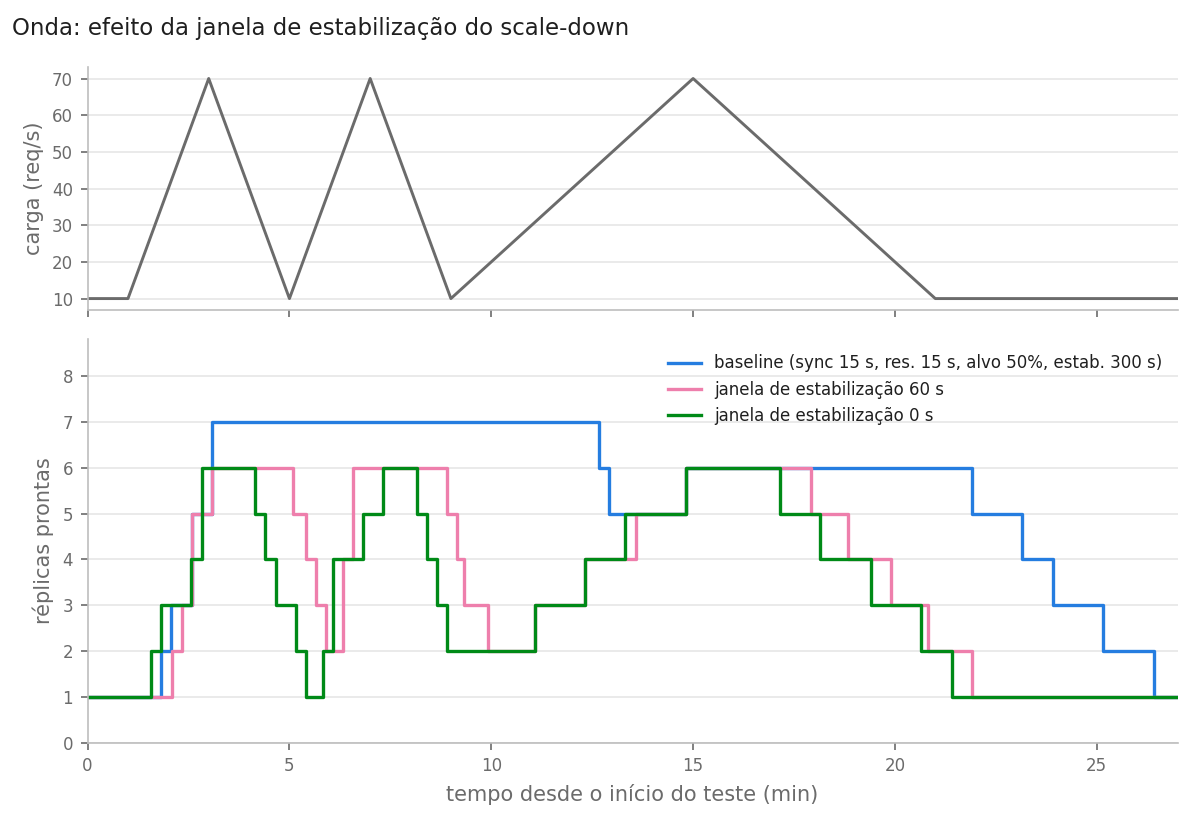 Onda: efeito da janela de estabilização do scale-down
carga (req/s)
70
60
50
40
30
20
10
réplicas prontas
8
7
6
5
4
3
2
1
0
baseline (sync 15 s, res. 15 s, alvo 50%, estab. 300 s)
janela de estabilização 60 s
janela de estabilização 0 s
0 5 10 15 20 25
tempo desde o início do teste (min)